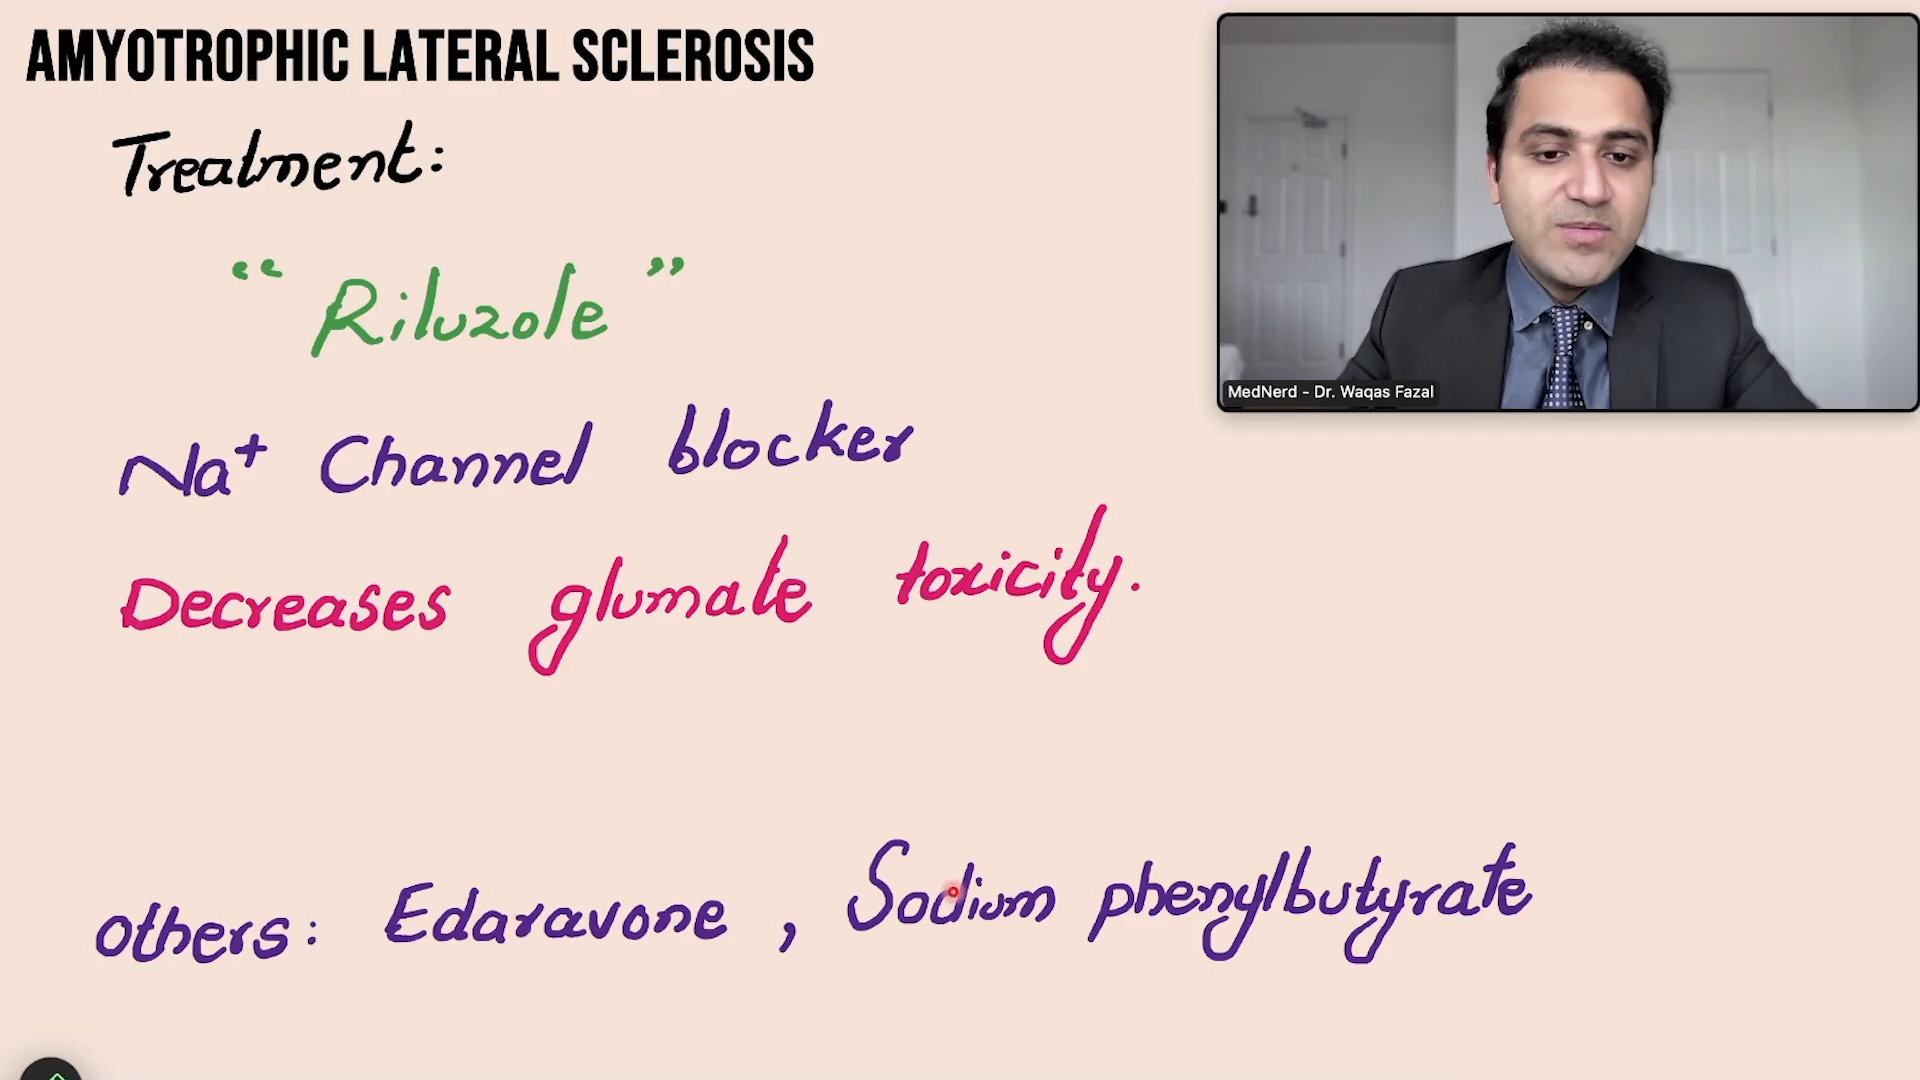 AMYOTROPHIC LATERAL SCLEROSIS
Treatment:
“Riluzole”
Na+ Channel blocker
Decreases glumate toxicity.
others: Edaravone, Sodium phenylbutyrate
MedNerd - Dr. Waqas Fazal